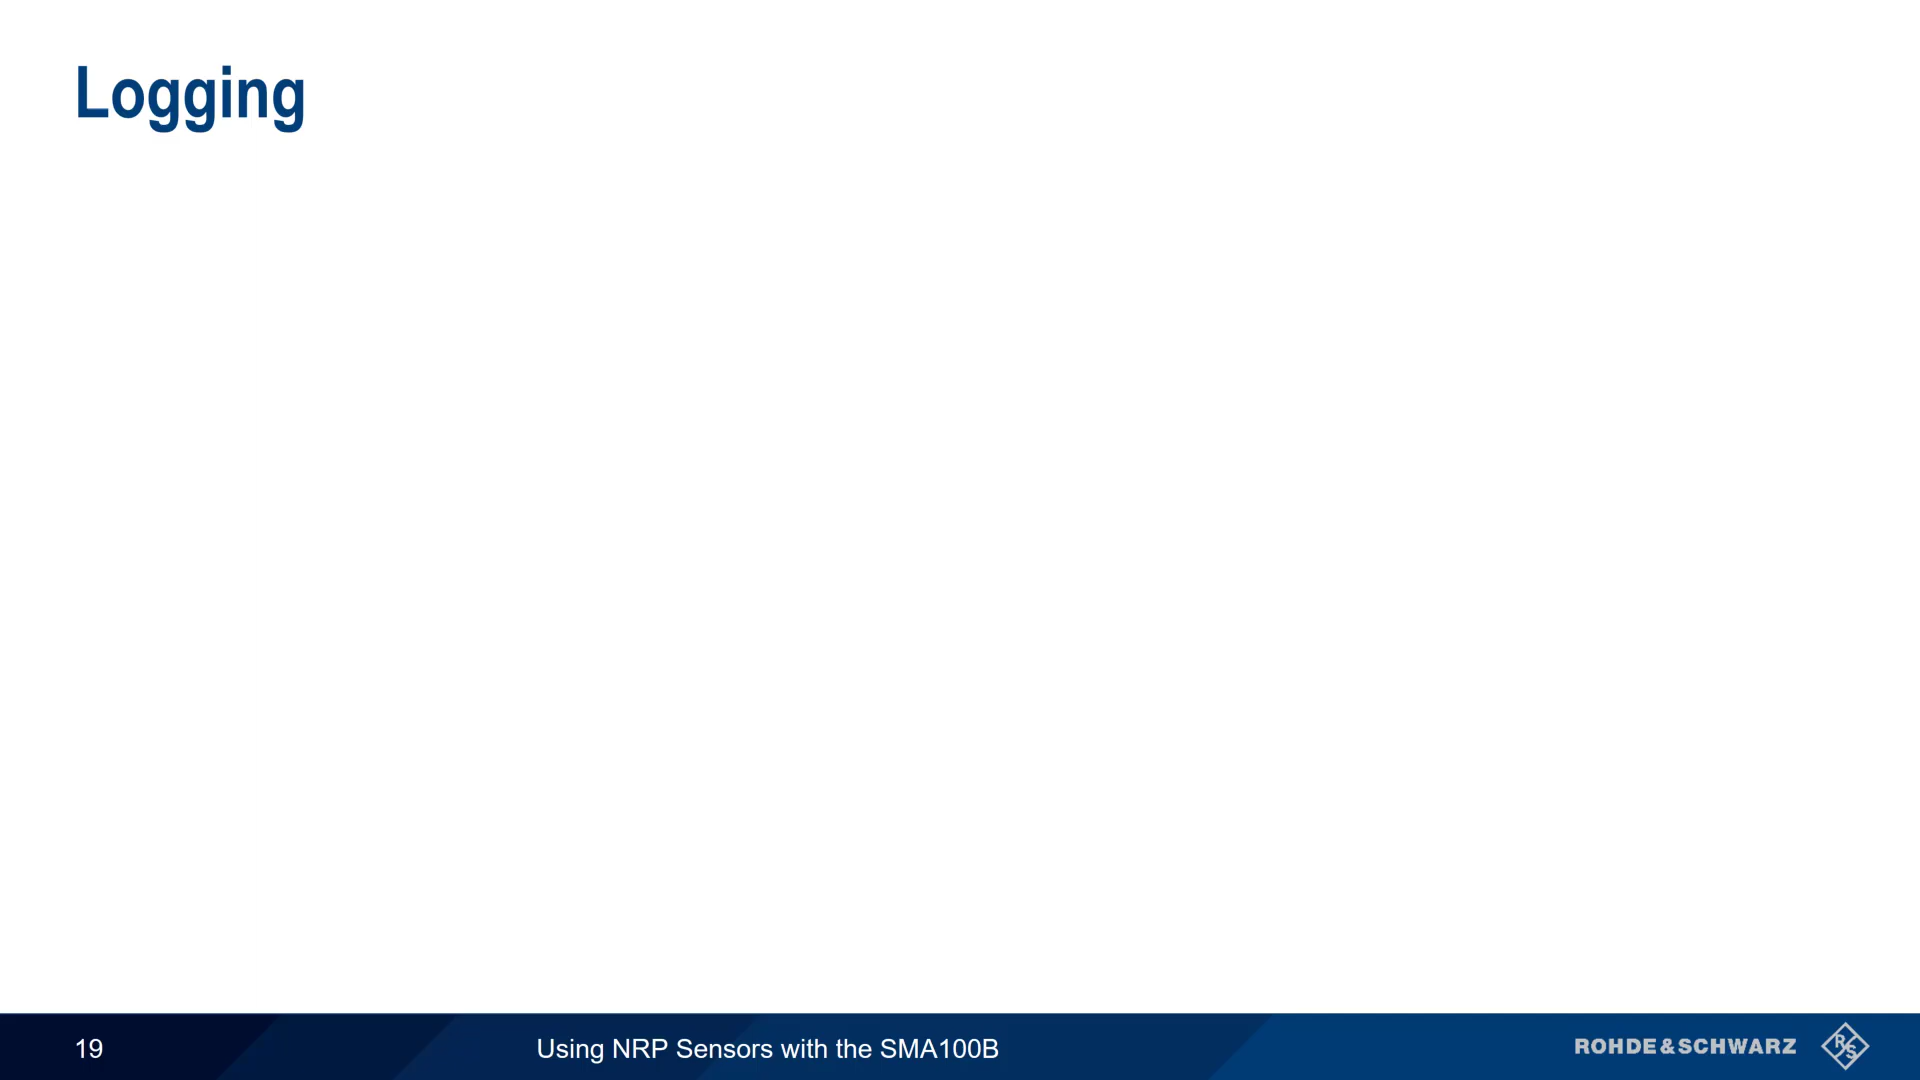 Logging
19
Using NRP Sensors with the SMA100B
ROHDE&SCHWARZ
R
S